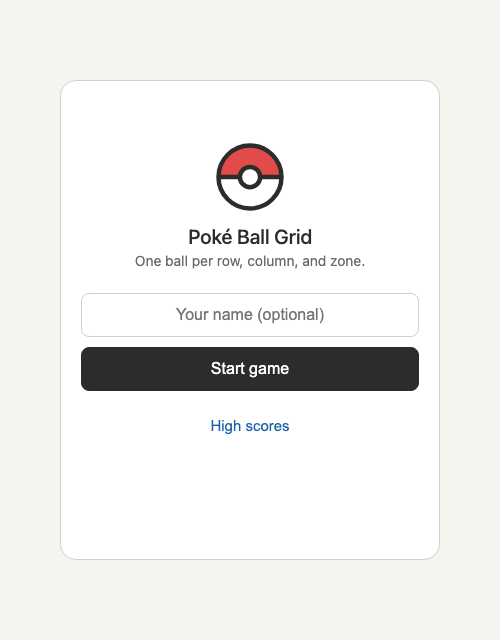 Poké Ball Grid
One ball per row, column, and zone.
Your name (optional)
Start game
High scores